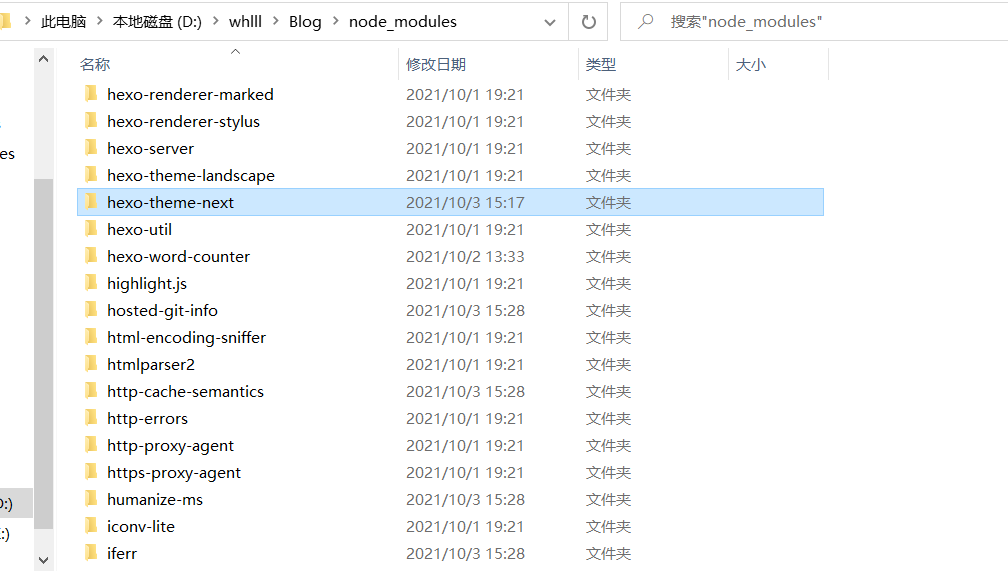 此电脑 > 本地磁盘 (D:) > whlll > Blog > node_modules 搜索"node_modules"
名称 修改日期 类型 大小
hexo-renderer-marked 2021/10/1 19:21 文件夹
hexo-renderer-stylus 2021/10/1 19:21 文件夹
hexo-server 2021/10/1 19:21 文件夹
es
hexo-theme-landscape 2021/10/1 19:21 文件夹
hexo-theme-next 2021/10/3 15:17 文件夹
hexo-util 2021/10/1 19:21 文件夹
hexo-word-counter 2021/10/2 13:33 文件夹
highlight.js 2021/10/1 19:21 文件夹
hosted-git-info 2021/10/3 15:28 文件夹
html-encoding-sniffer 2021/10/1 19:21 文件夹
htmlparser2 2021/10/1 19:21 文件夹
http-cache-semantics 2021/10/3 15:28 文件夹
http-errors 2021/10/1 19:21 文件夹
http-proxy-agent 2021/10/1 19:21 文件夹
https-proxy-agent 2021/10/1 19:21 文件夹
humanize-ms 2021/10/3 15:28 文件夹
:)
iconv-lite 2021/10/1 19:21 文件夹
:)
iferr 2021/10/3 15:28 文件夹